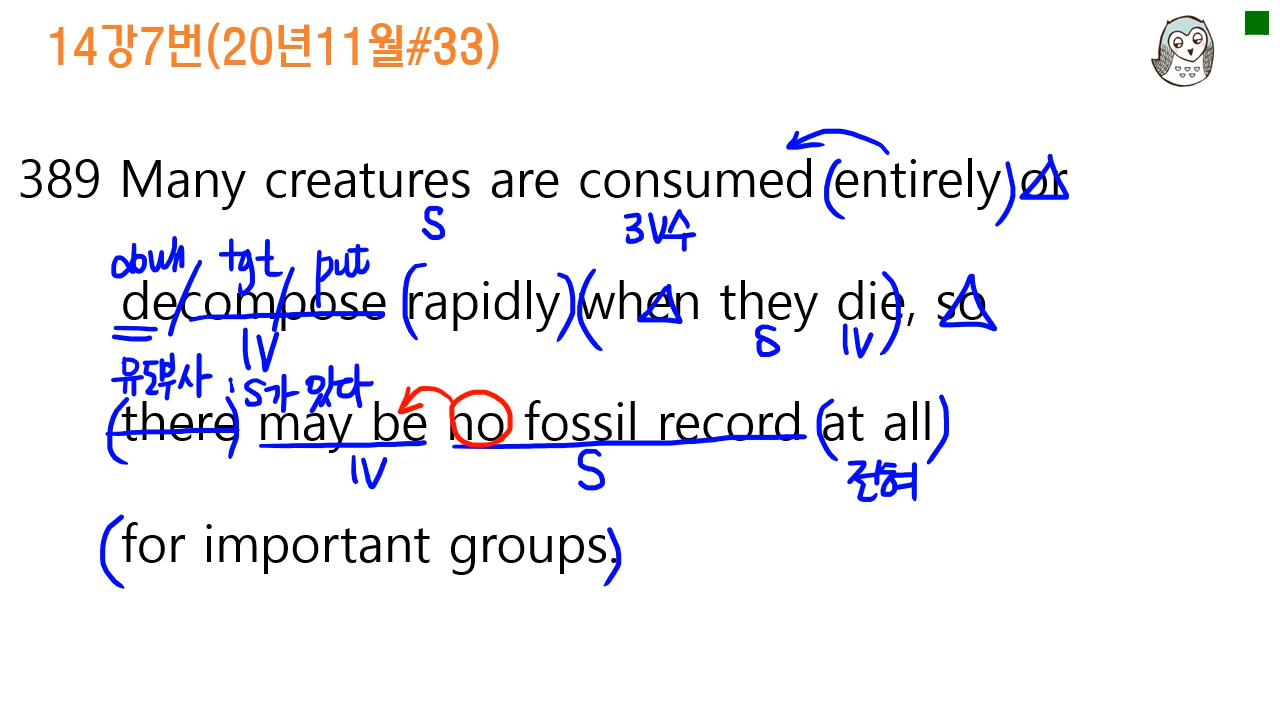 14강7번(20년11월#33)
389 Many creatures are consumed (entirely) or
S 3V수
down tgt put
decompose (rapidly)(when they die), so
1V S 1V
유도부사 : S가 있다
(there) may be no fossil record (at all)
1V S 전혀
(for important groups.)